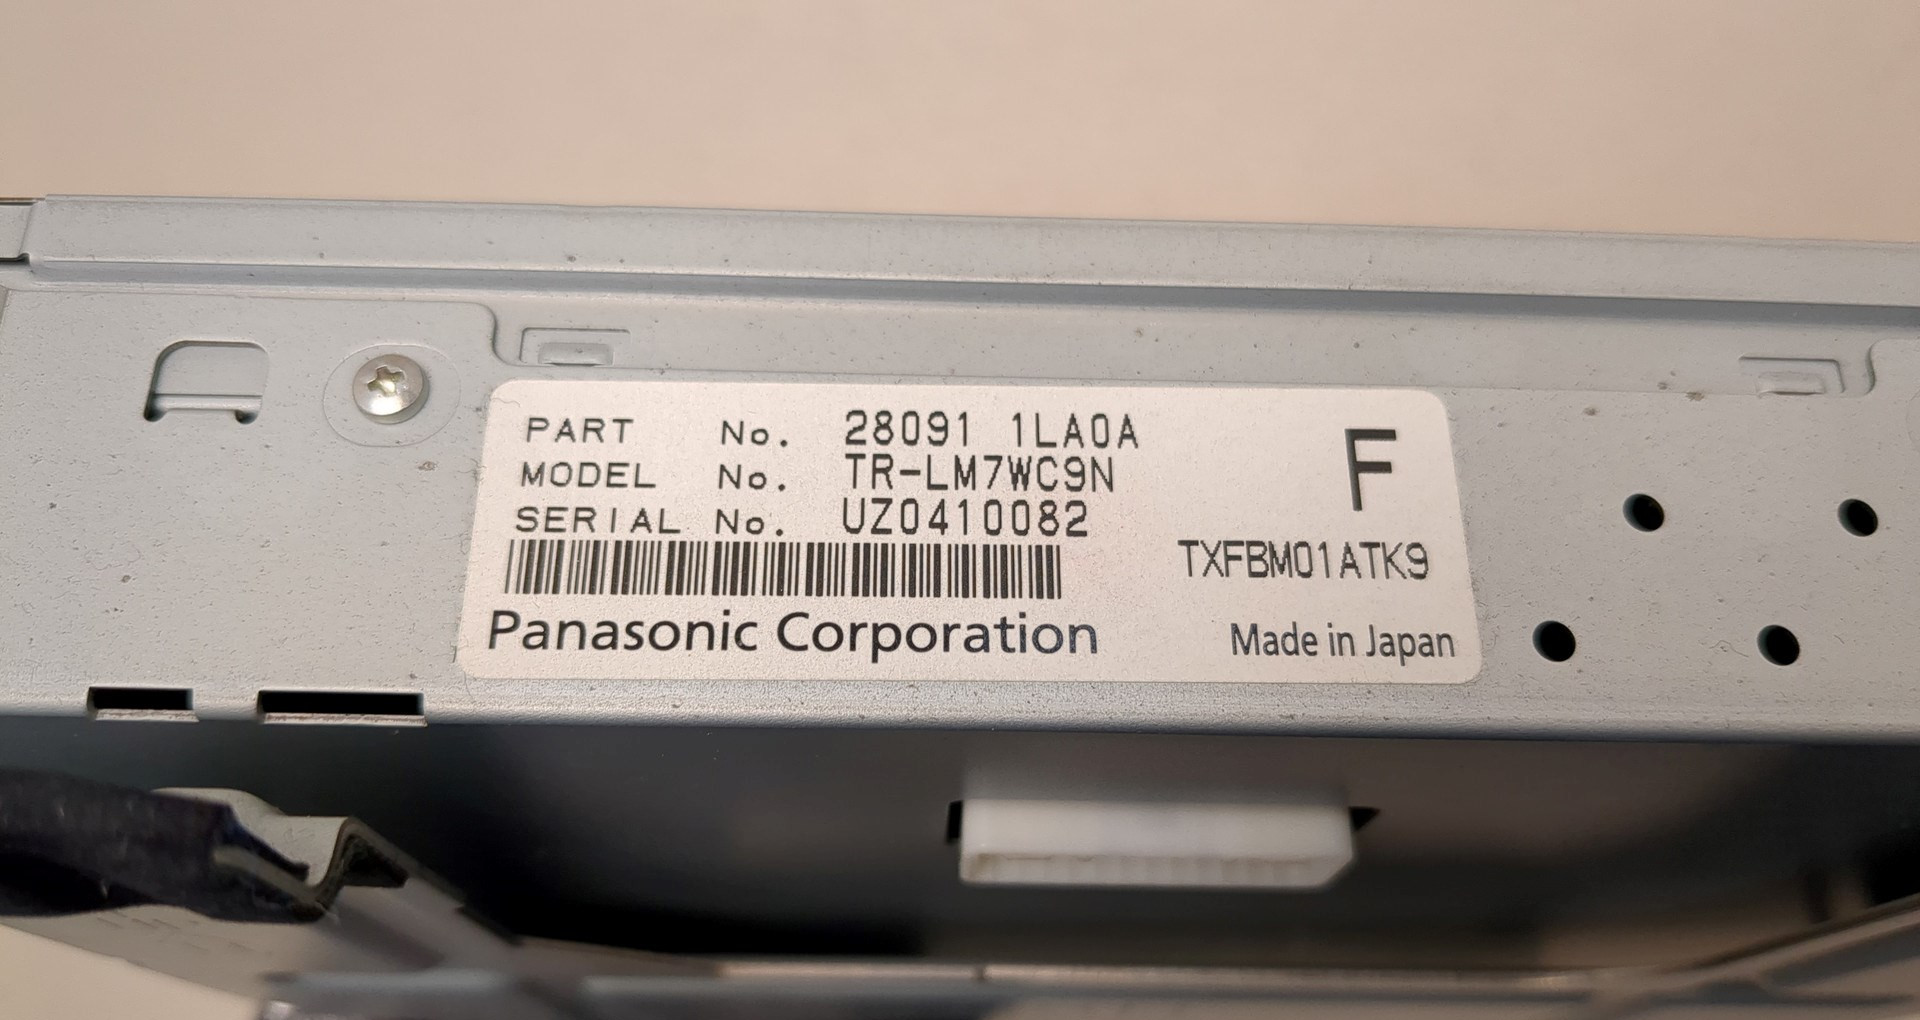 PART No. 28091 1LA0A
MODEL No. TR-LM7WC9N
SERIAL No. UZ0410082
F
TXFBM01ATK9
Panasonic Corporation
Made in Japan